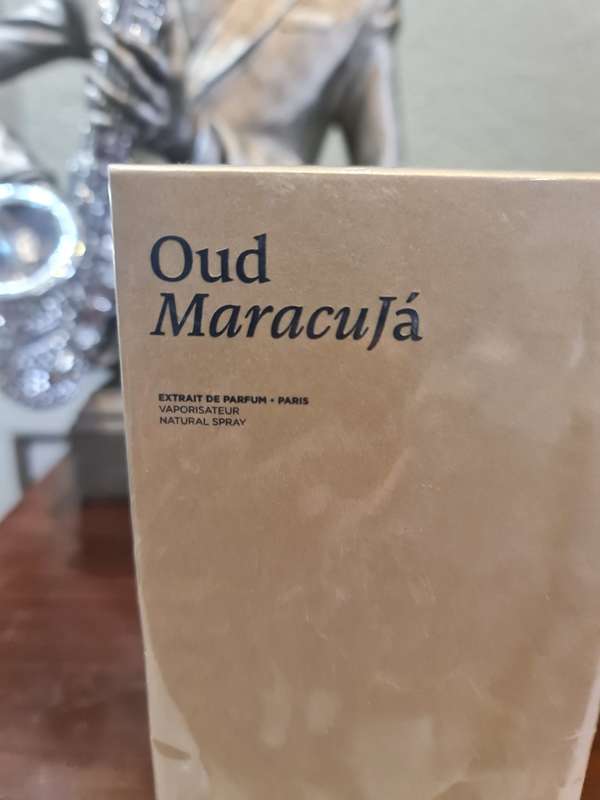 Oud
MaracuJá
EXTRAIT DE PARFUM • PARIS
VAPORISATEUR
NATURAL SPRAY